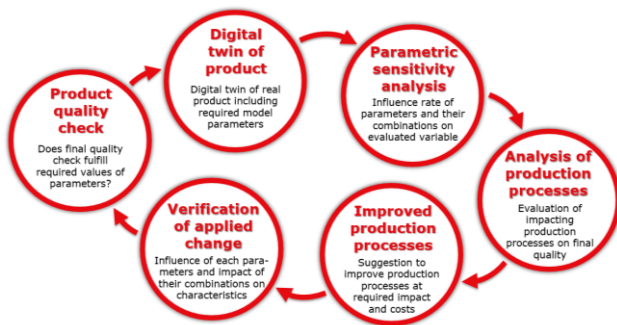 Digital
twin of
product
Digital twin of real
product including
required model
parameters
Parametric
sensitivity
analysis
Influence rate of
parameters and their
combinations on
evaluated variable
Analysis of
production
processes
Evaluation of
impacting
production
processes on final
quality
Improved
production
processes
Suggestion to
improve production
processes at
required impact
and costs
Verification
of applied
change
Influence of each para-
meters and impact of
their combinations on
characteristics
Product
quality
check
Does final quality
check fulfill
required values of
parameters?